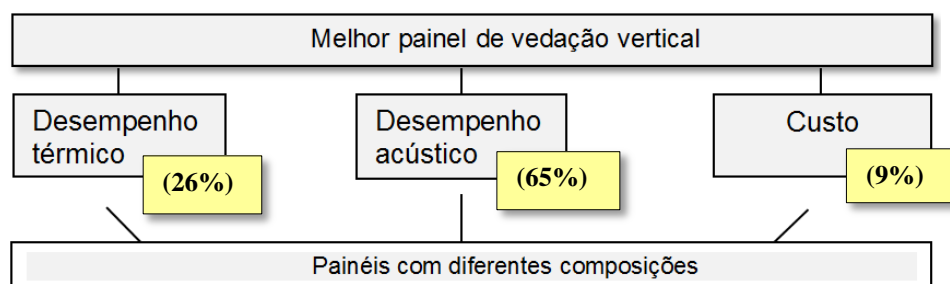 Melhor painel de vedação vertical
Desempenho
térmico
(26%)
Desempenho
acústico
(65%)
Custo
(9%)
Painéis com diferentes composições